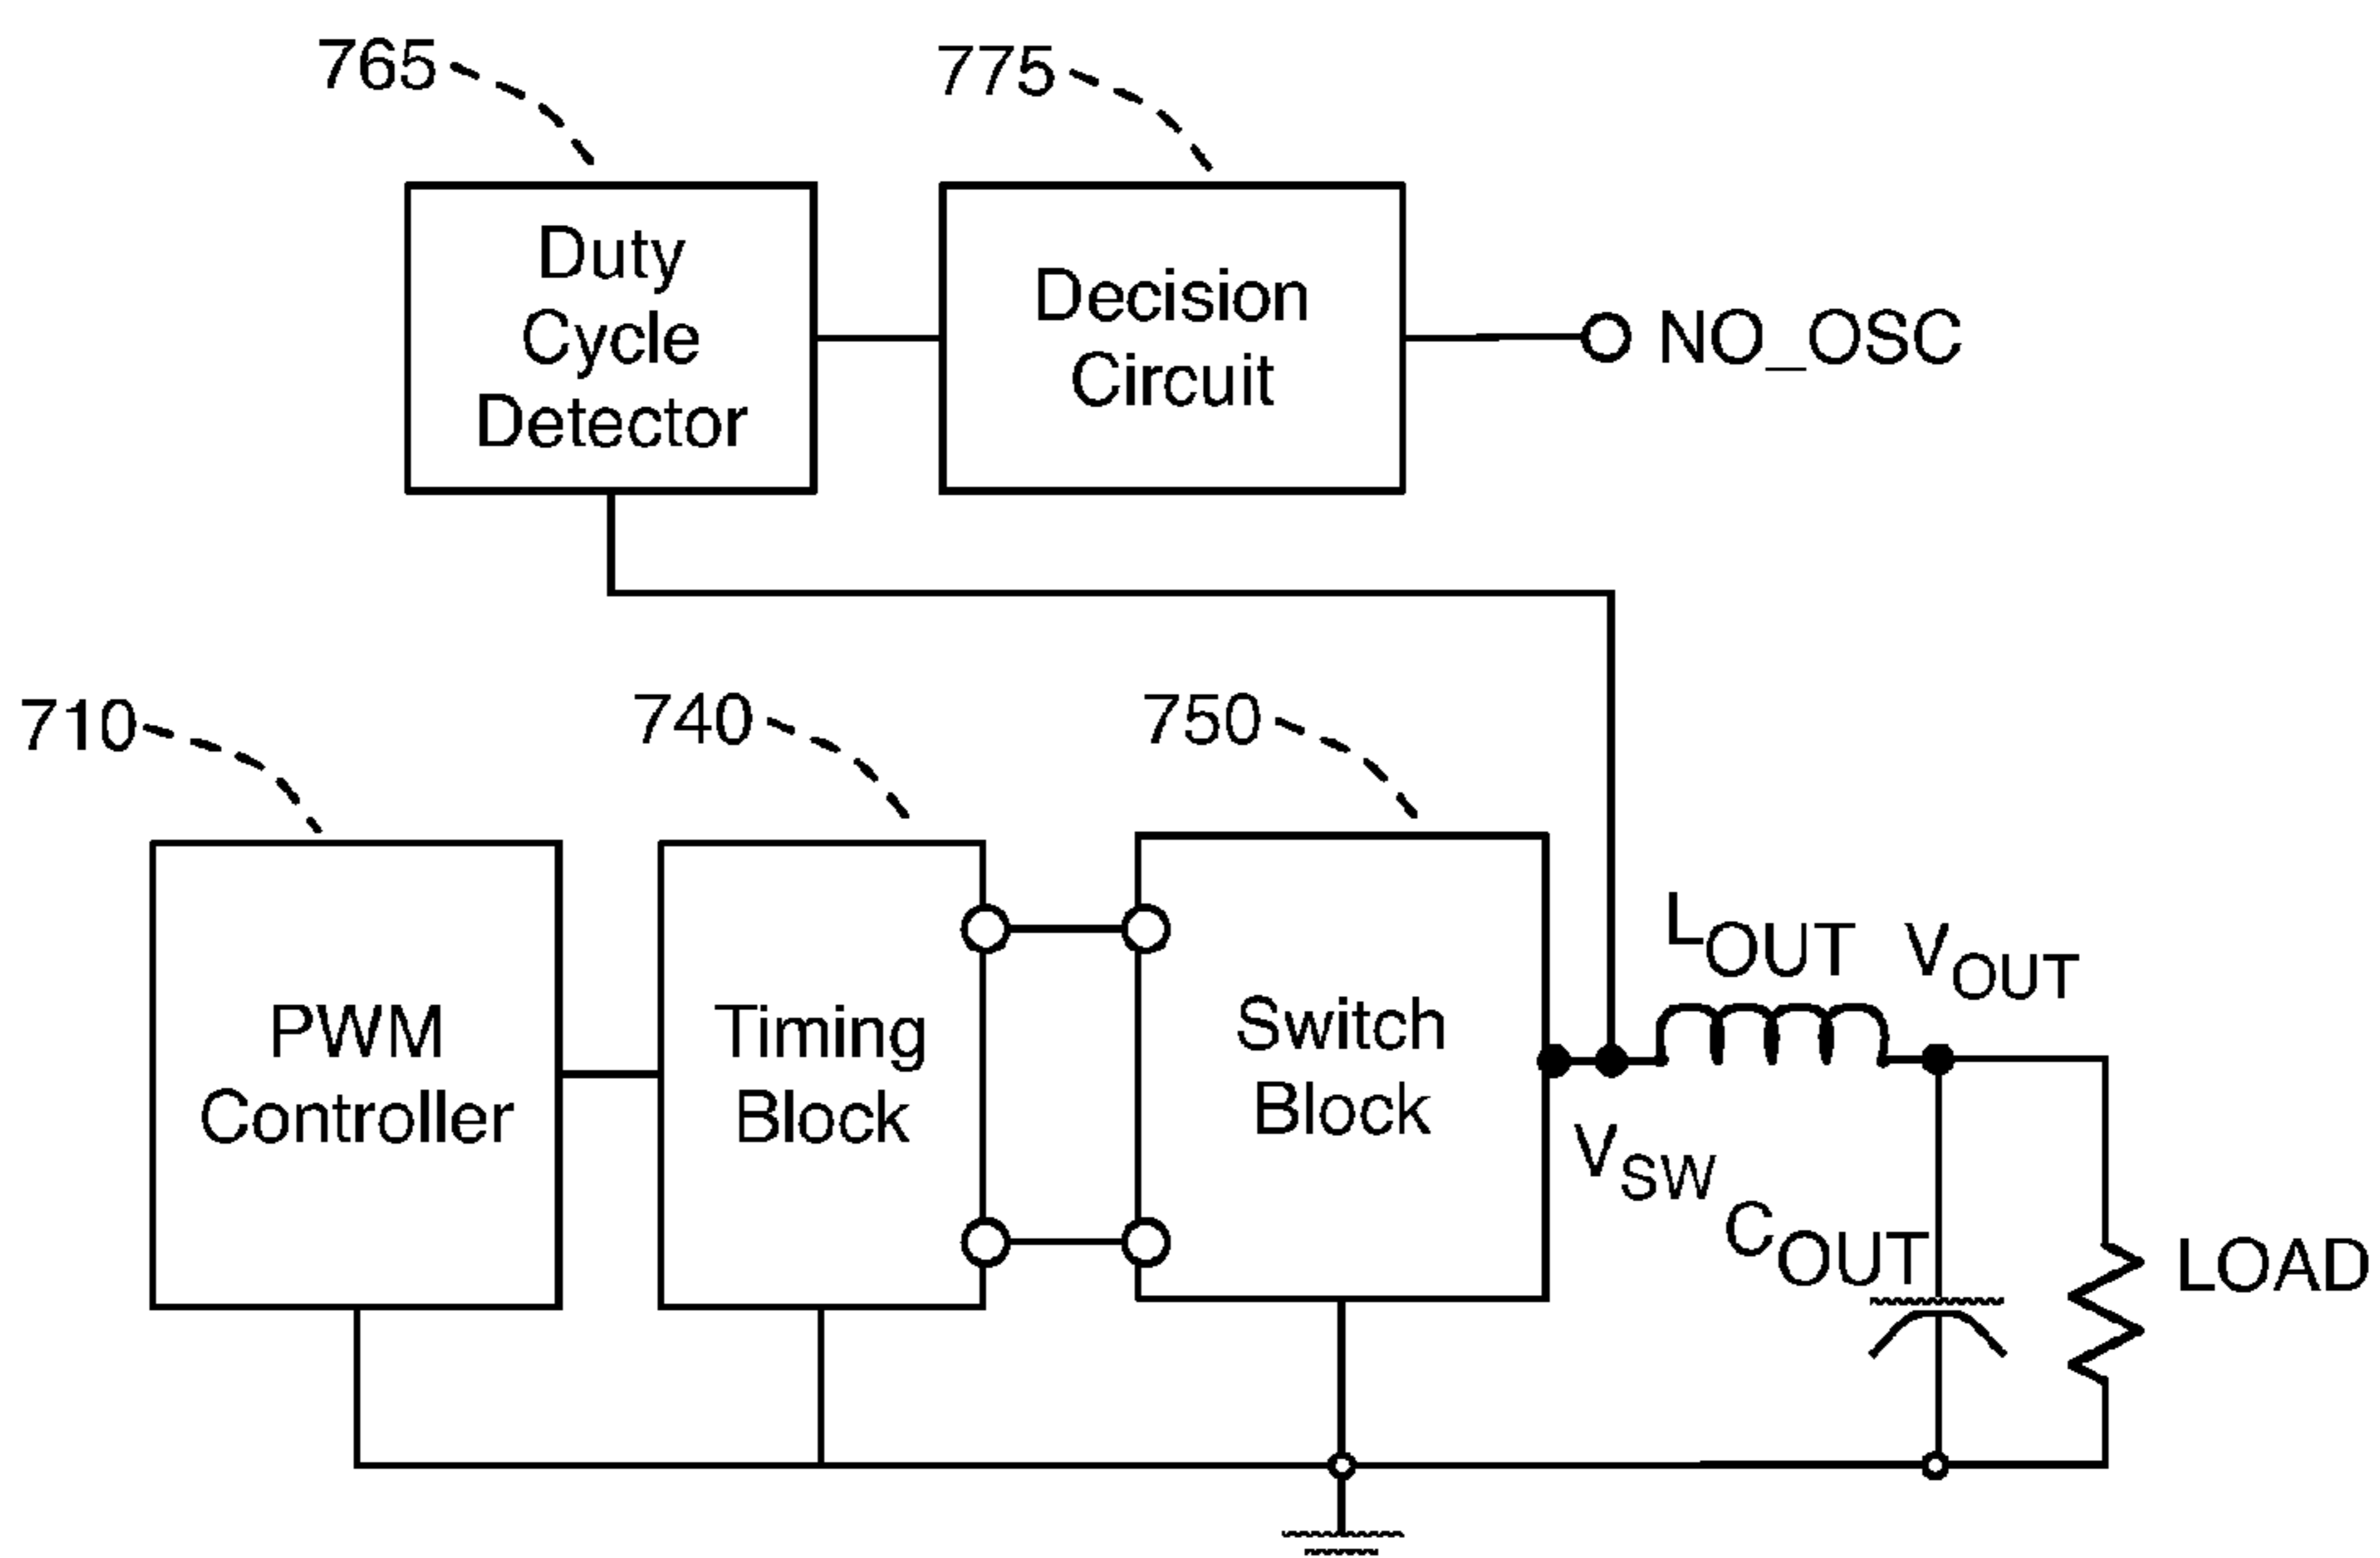 765
775
Duty
Cycle
Detector
Decision
Circuit
NO_OSC
710
740
750
PWM
Controller
Timing
Block
Switch
Block
LOUT
VOUT
VSW
COUT
LOAD